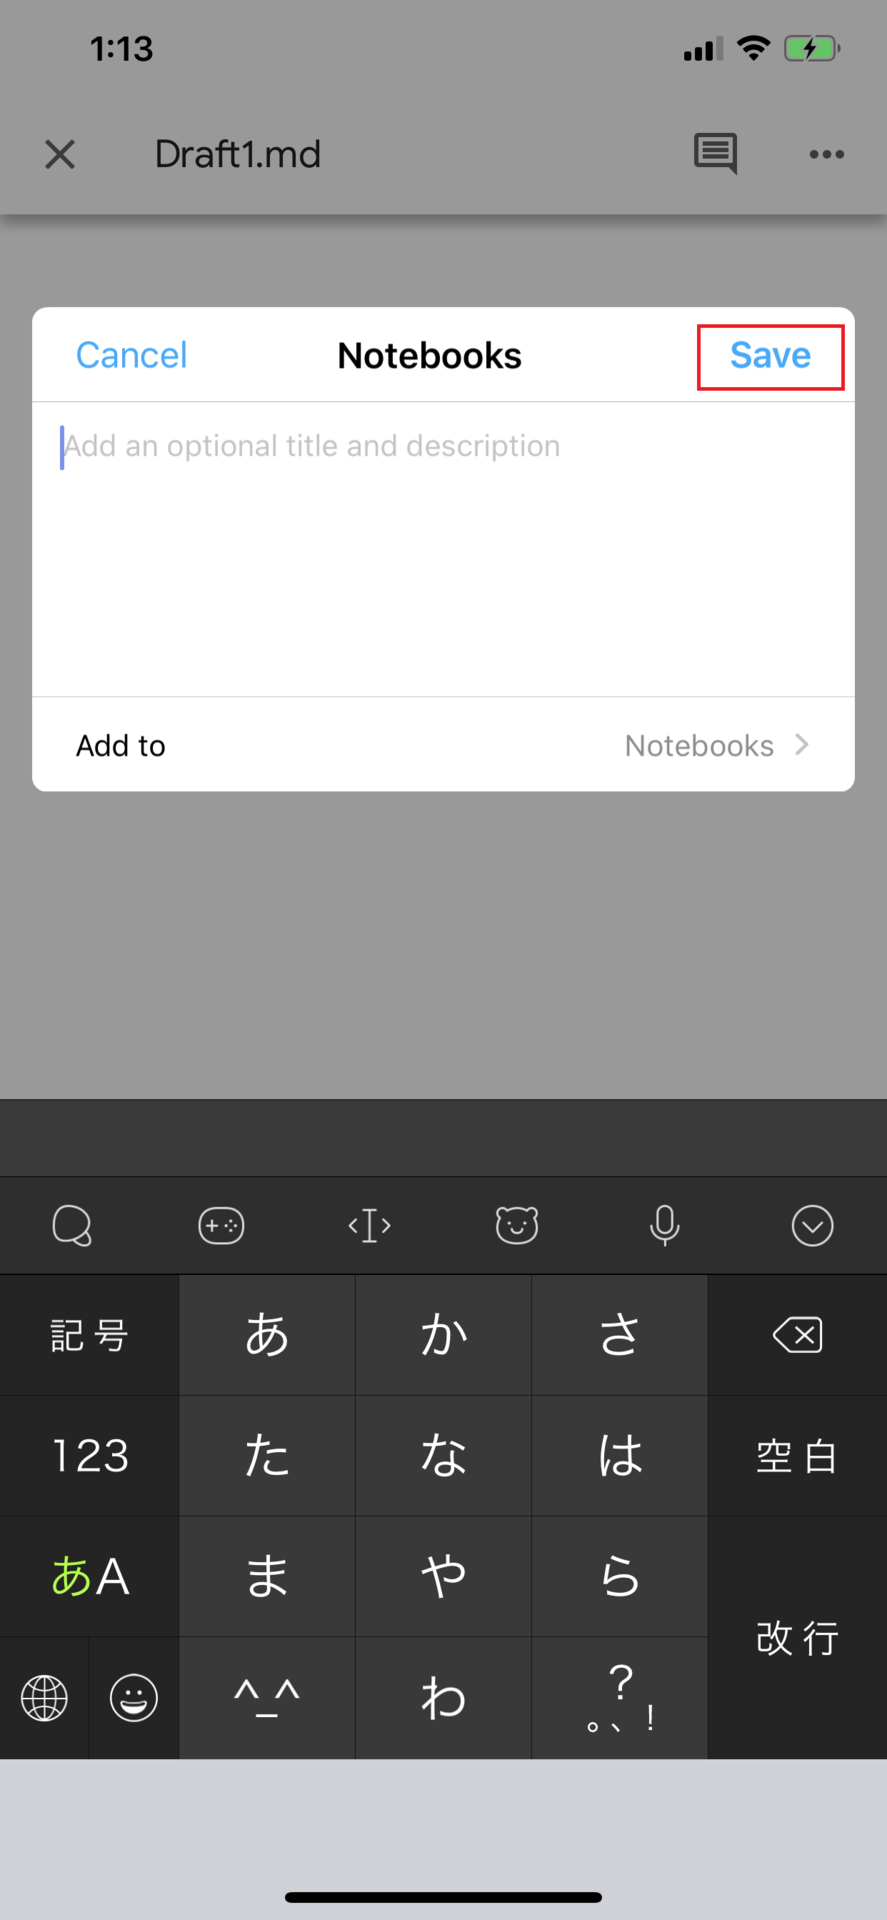 1:13
Draft1.md
Cancel
Notebooks
Save
Add an optional title and description
Add to
Notebooks
記号
あ
か
さ
123
た
な
は
空白
あA
ま
や
ら
改行
^_^
わ
?
。、!